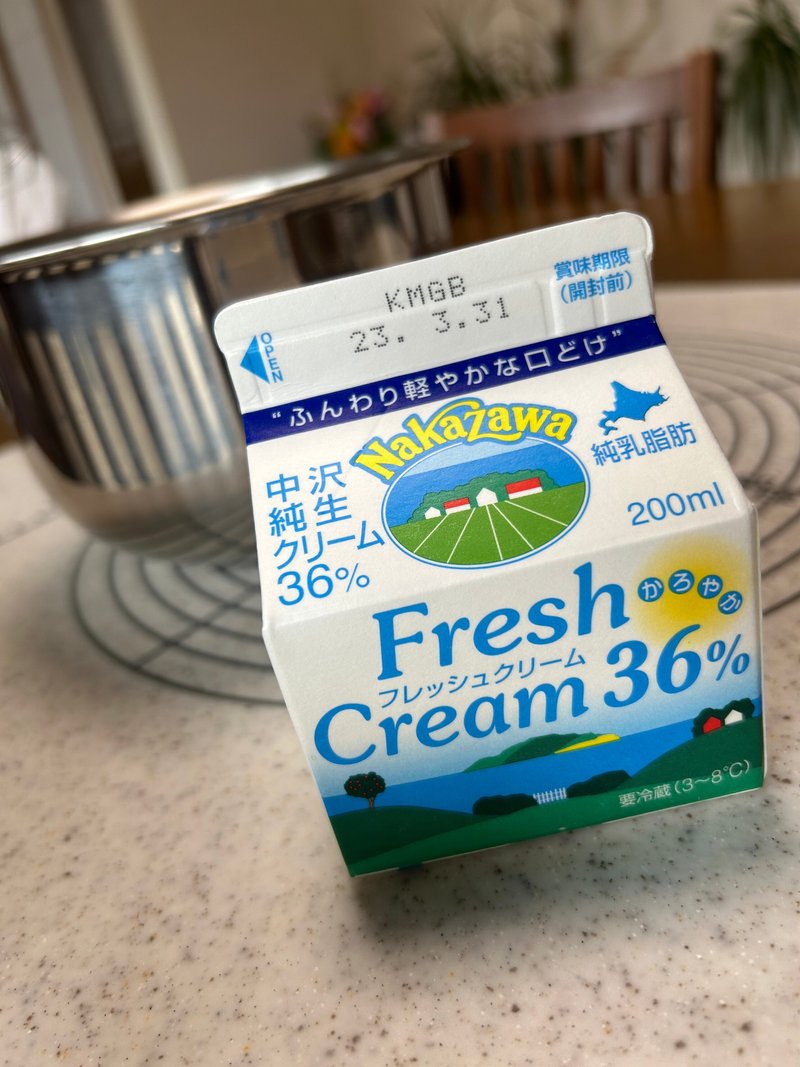 KMGB
23. 3.31
賞味期限
(開封前)
OPEN
“ふんわり軽やかな口どけ”
Nakazawa
中沢
純生
クリーム
36%
純乳脂肪
200ml
Fresh
かろやか
フレッシュクリーム
Cream 36%
要冷蔵(3〜8℃)